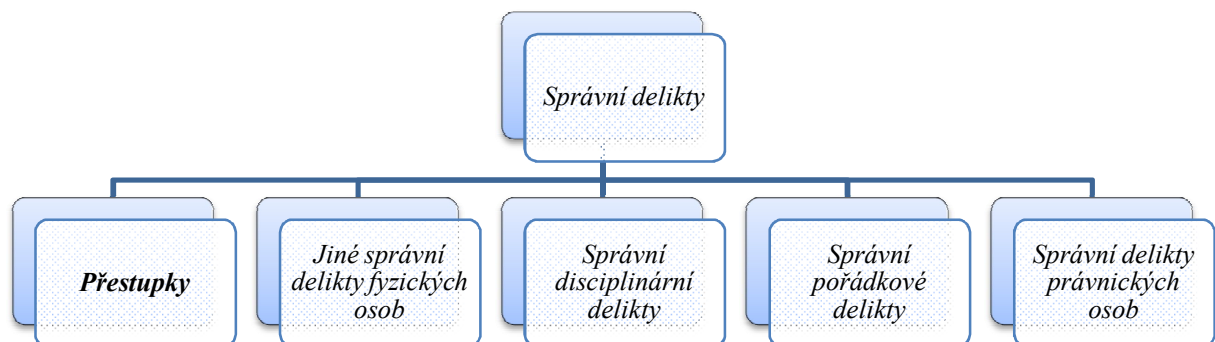 Správní delikty
Přestupky
Jiné správní
delikty fyzických
osob
Správní
disciplinární
delikty
Správní
pořádkové
delikty
Správní delikty
právnických
osob